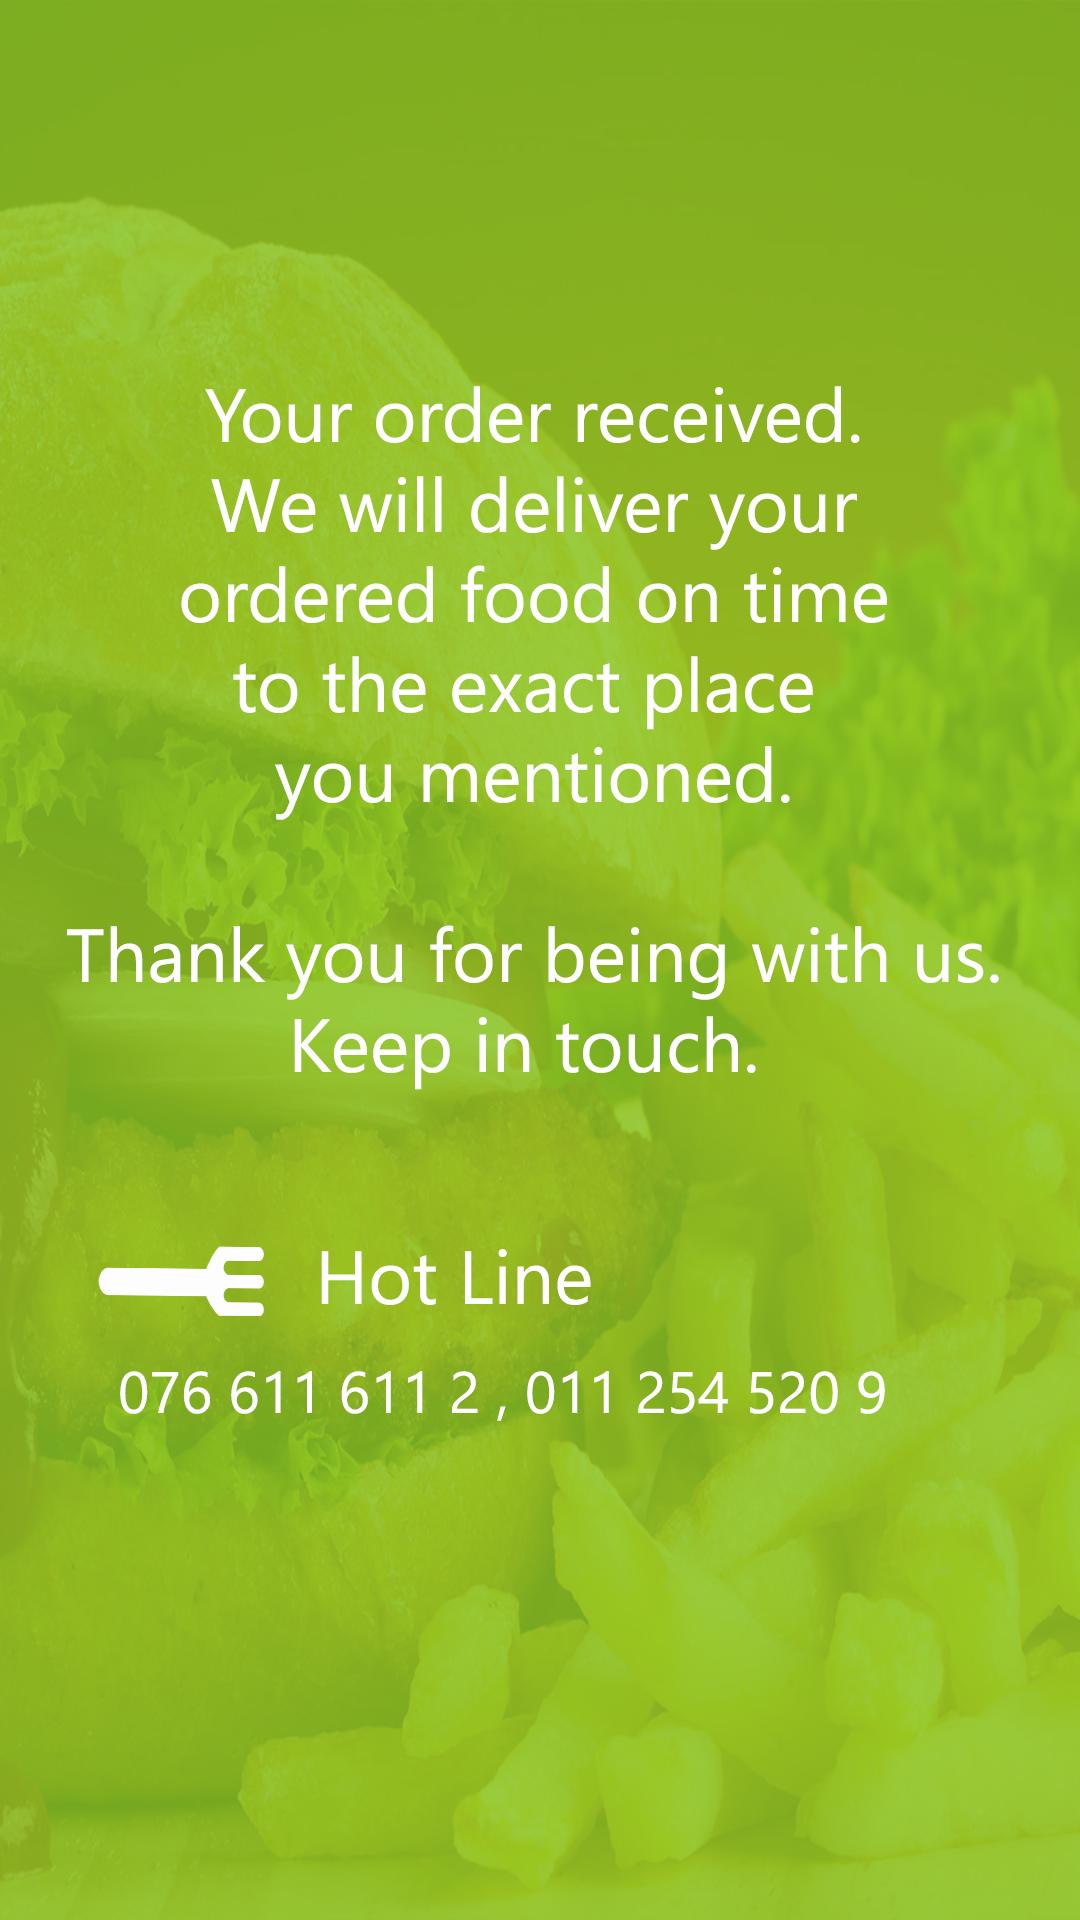 Your order received.
We will deliver your
ordered food on time
to the exact place
you mentioned.
Thank you for being with us.
Keep in touch.
Hot Line
076 611 611 2 , 011 254 520 9